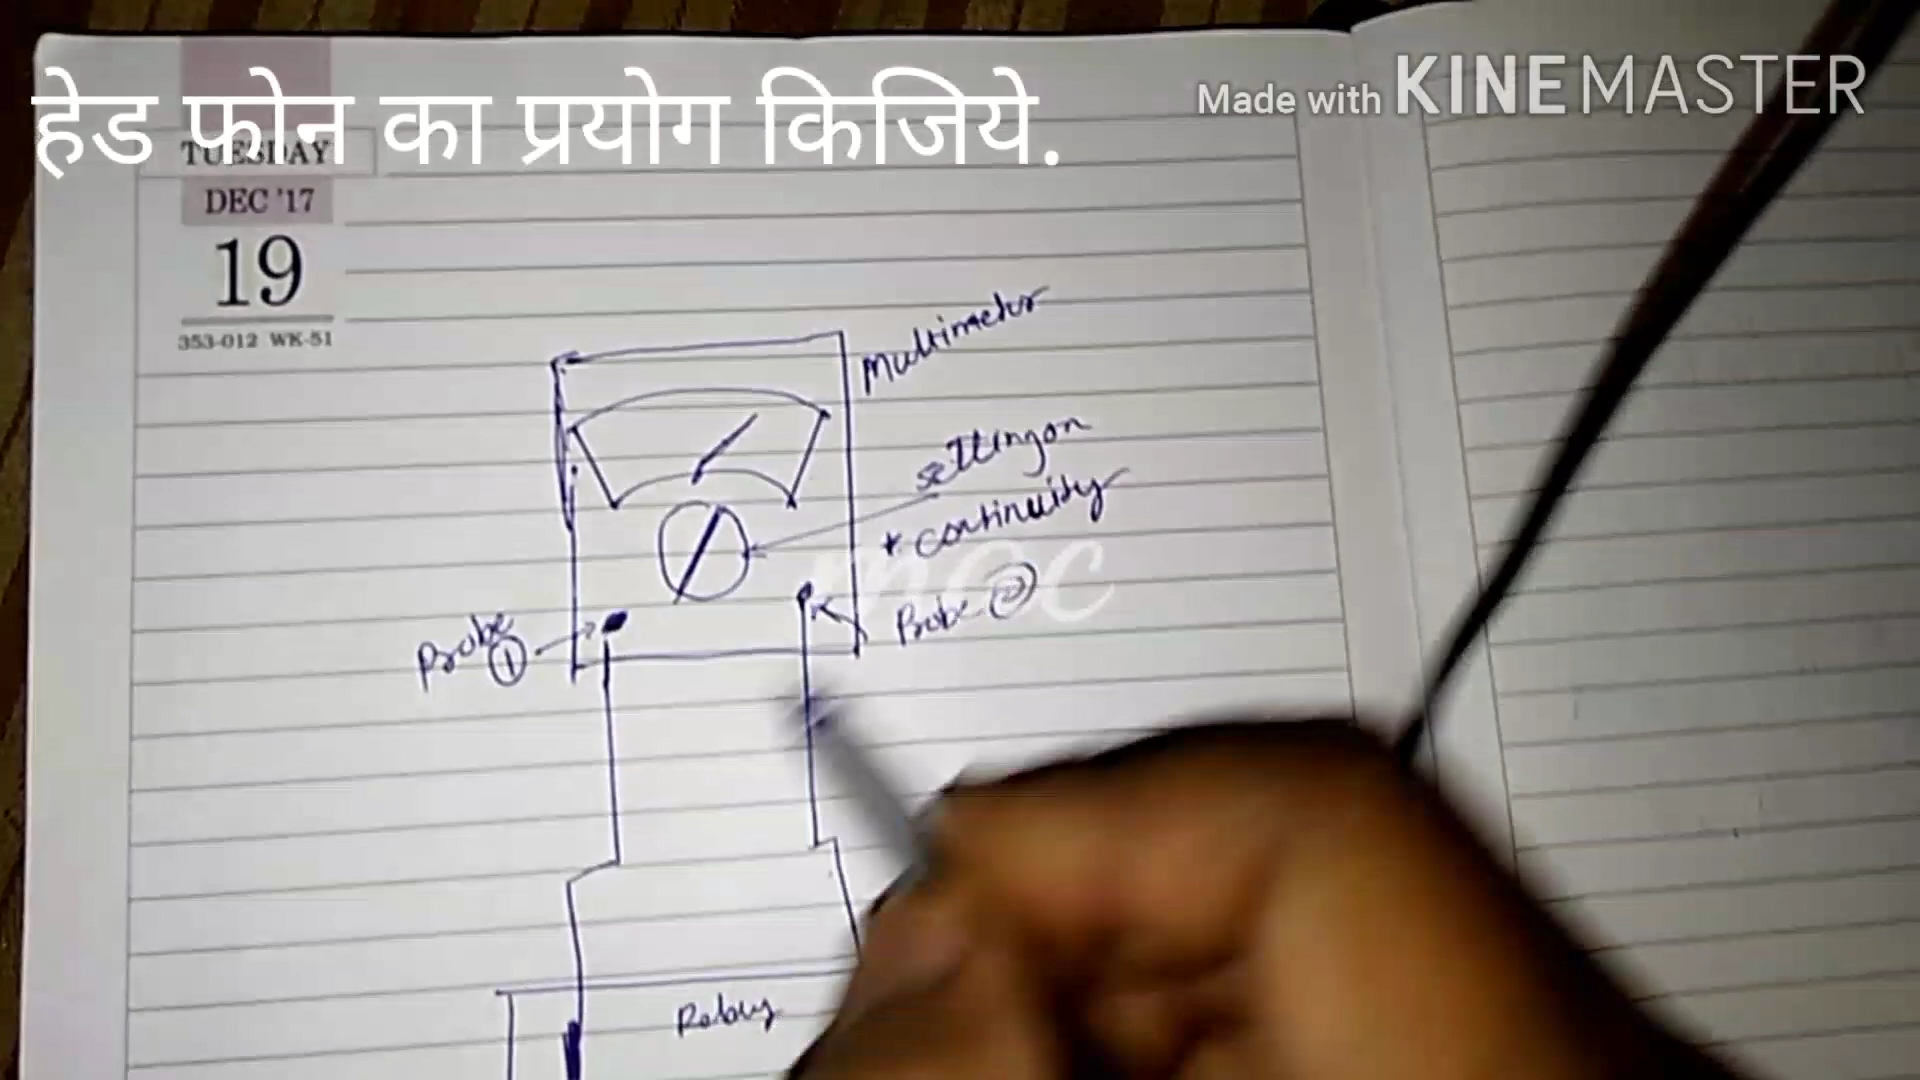 हेड फोन का प्रयोग किजिये.
Made with KINEMASTER
TUESDAY
DEC '17
19
353-012 WK-51
Multimeter
setting on
* continuity
moc
Probe ②
Probe
①
Relay